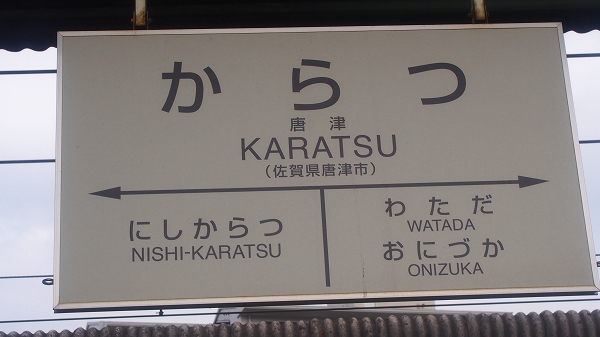 からつ
唐津
KARATSU
(佐賀県唐津市)
にしからつ
NISHI-KARATSU
わただ
WATADA
おにづか
ONIZUKA